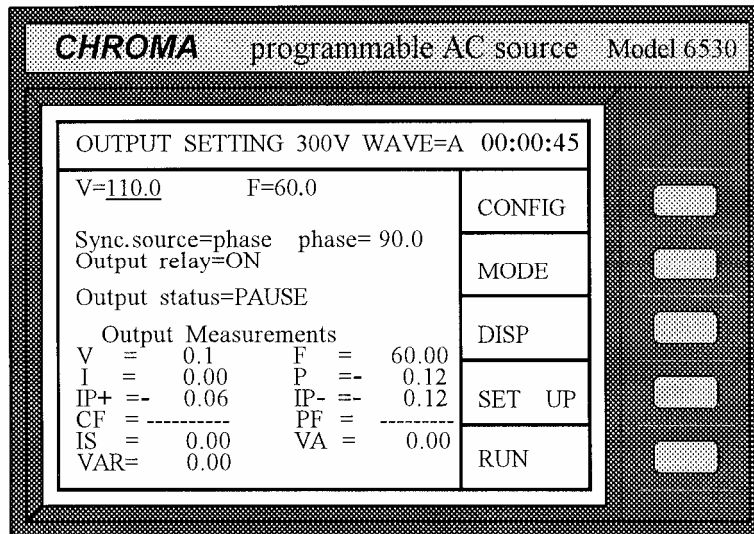 CHROMA programmable AC source Model 6530
OUTPUT SETTING 300V WAVE=A 00:00:45
V=110.0 F=60.0
CONFIG
Sync.source=phase phase= 90.0
Output relay=ON
MODE
Output status=PAUSE
Output Measurements
DISP
V = 0.1 F = 60.00
I = 0.00 P =- 0.12
IP+ =- 0.06 IP- =- 0.12
SET UP
CF = ---------- PF = ---------
IS = 0.00 VA = 0.00
VAR= 0.00
RUN